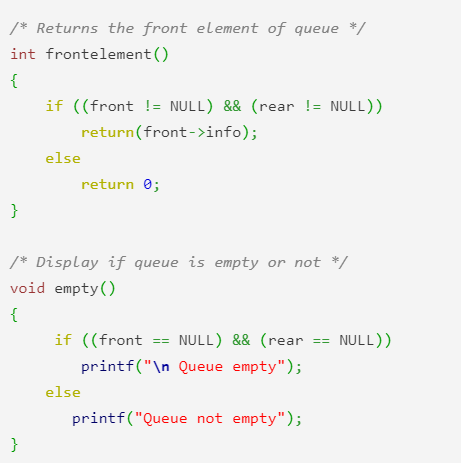 /* Returns the front element of queue */
int frontelement()
{
    if ((front != NULL) && (rear != NULL))
        return(front->info);
    else
        return 0;
}

/* Display if queue is empty or not */
void empty()
{
     if ((front == NULL) && (rear == NULL))
        printf("\n Queue empty");
    else
       printf("Queue not empty");
}